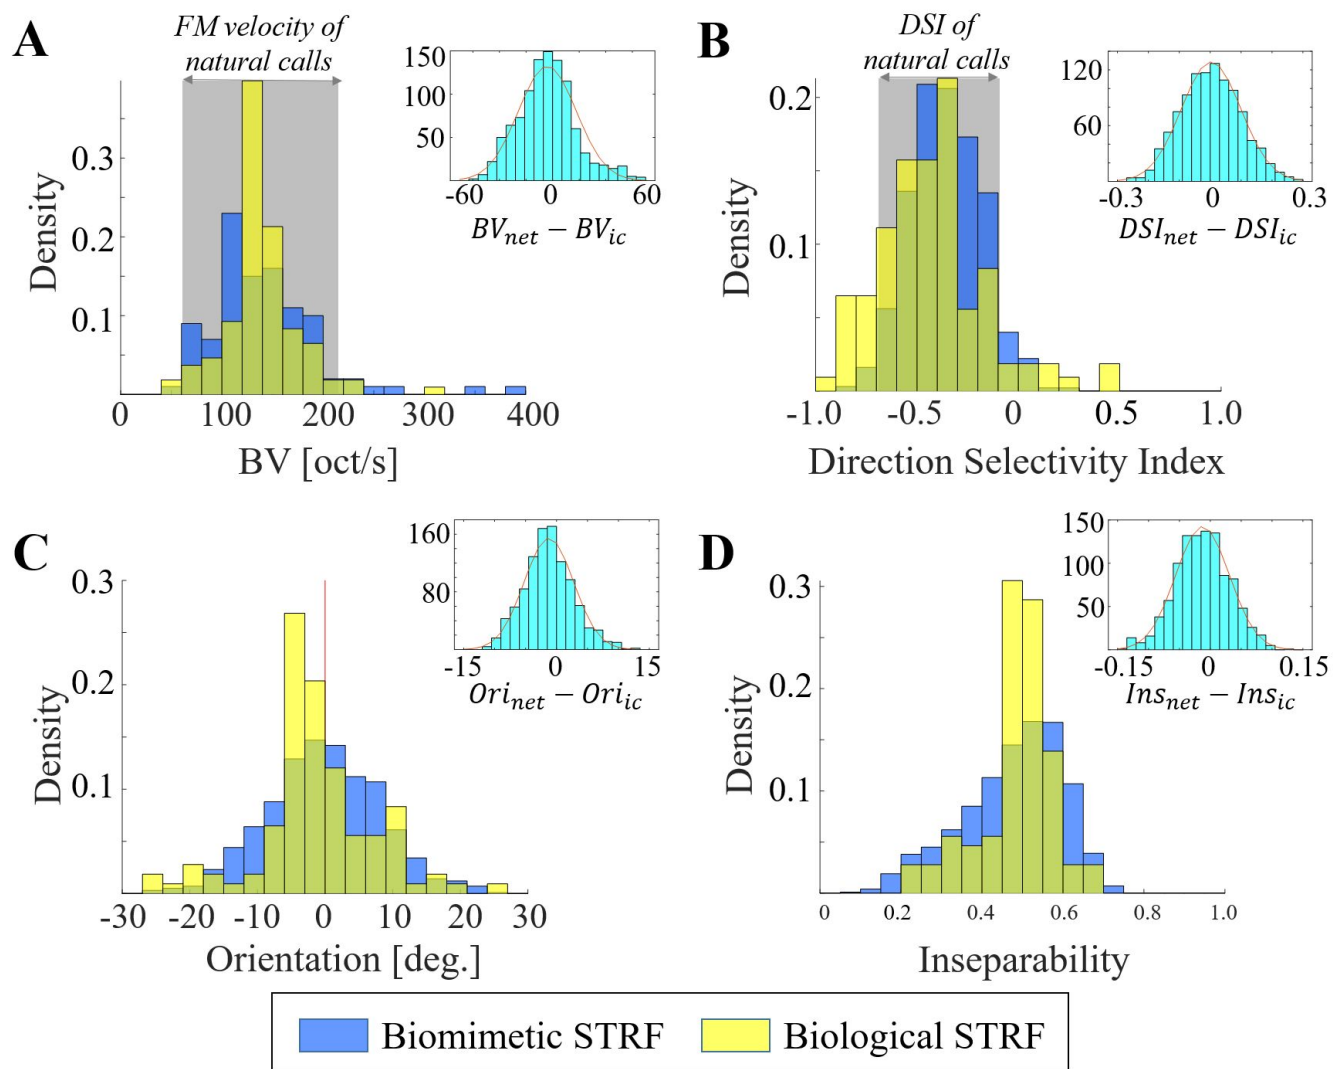 A
FM velocity of
natural calls
Density
0.3
0.2
0.1
0 100 200 300 400
BV [oct/s]
150
100
50
-60 0 60
BVnet − BVic
B
DSI of
natural calls
Density
0.2
0.1
-1.0 -0.5 0 0.5 1.0
Direction Selectivity Index
120
60
-0.3 0 0.3
DSInet − DSIic
C
Density
0.3
0.2
0.1
-30 -20 -10 0 10 20 30
Orientation [deg.]
160
80
-15 0 15
Orinet − Oriic
D
Density
0.3
0.2
0.1
0 0.2 0.4 0.6 0.8 1.0
Inseparability
150
100
50
-0.15 0 0.15
Insnet − Insic
Biomimetic STRF Biological STRF